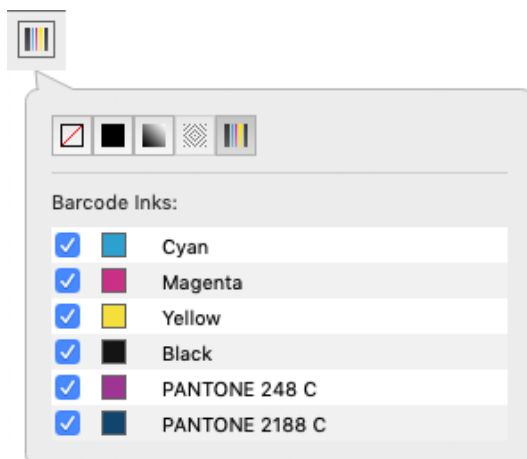 Barcode Inks:
Cyan
Magenta
Yellow
Black
PANTONE 248 C
PANTONE 2188 C